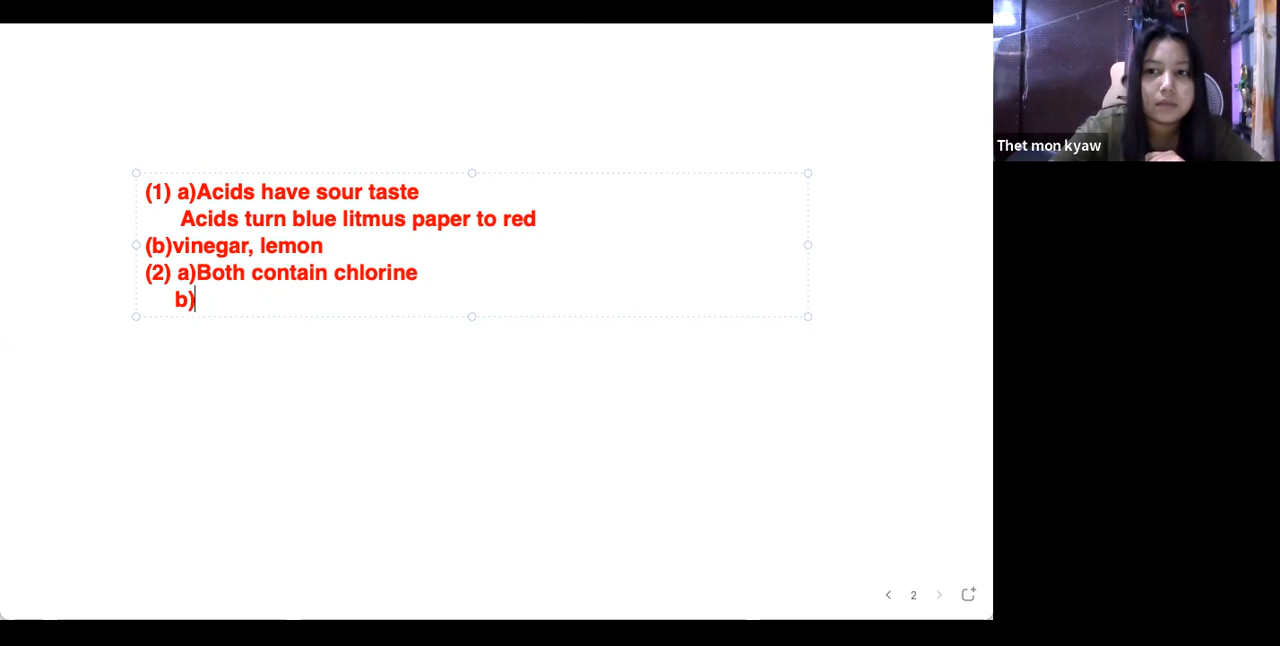 Thet mon kyaw
(1) a)Acids have sour taste
Acids turn blue litmus paper to red
(b)vinegar, lemon
(2) a)Both contain chlorine
b)
2